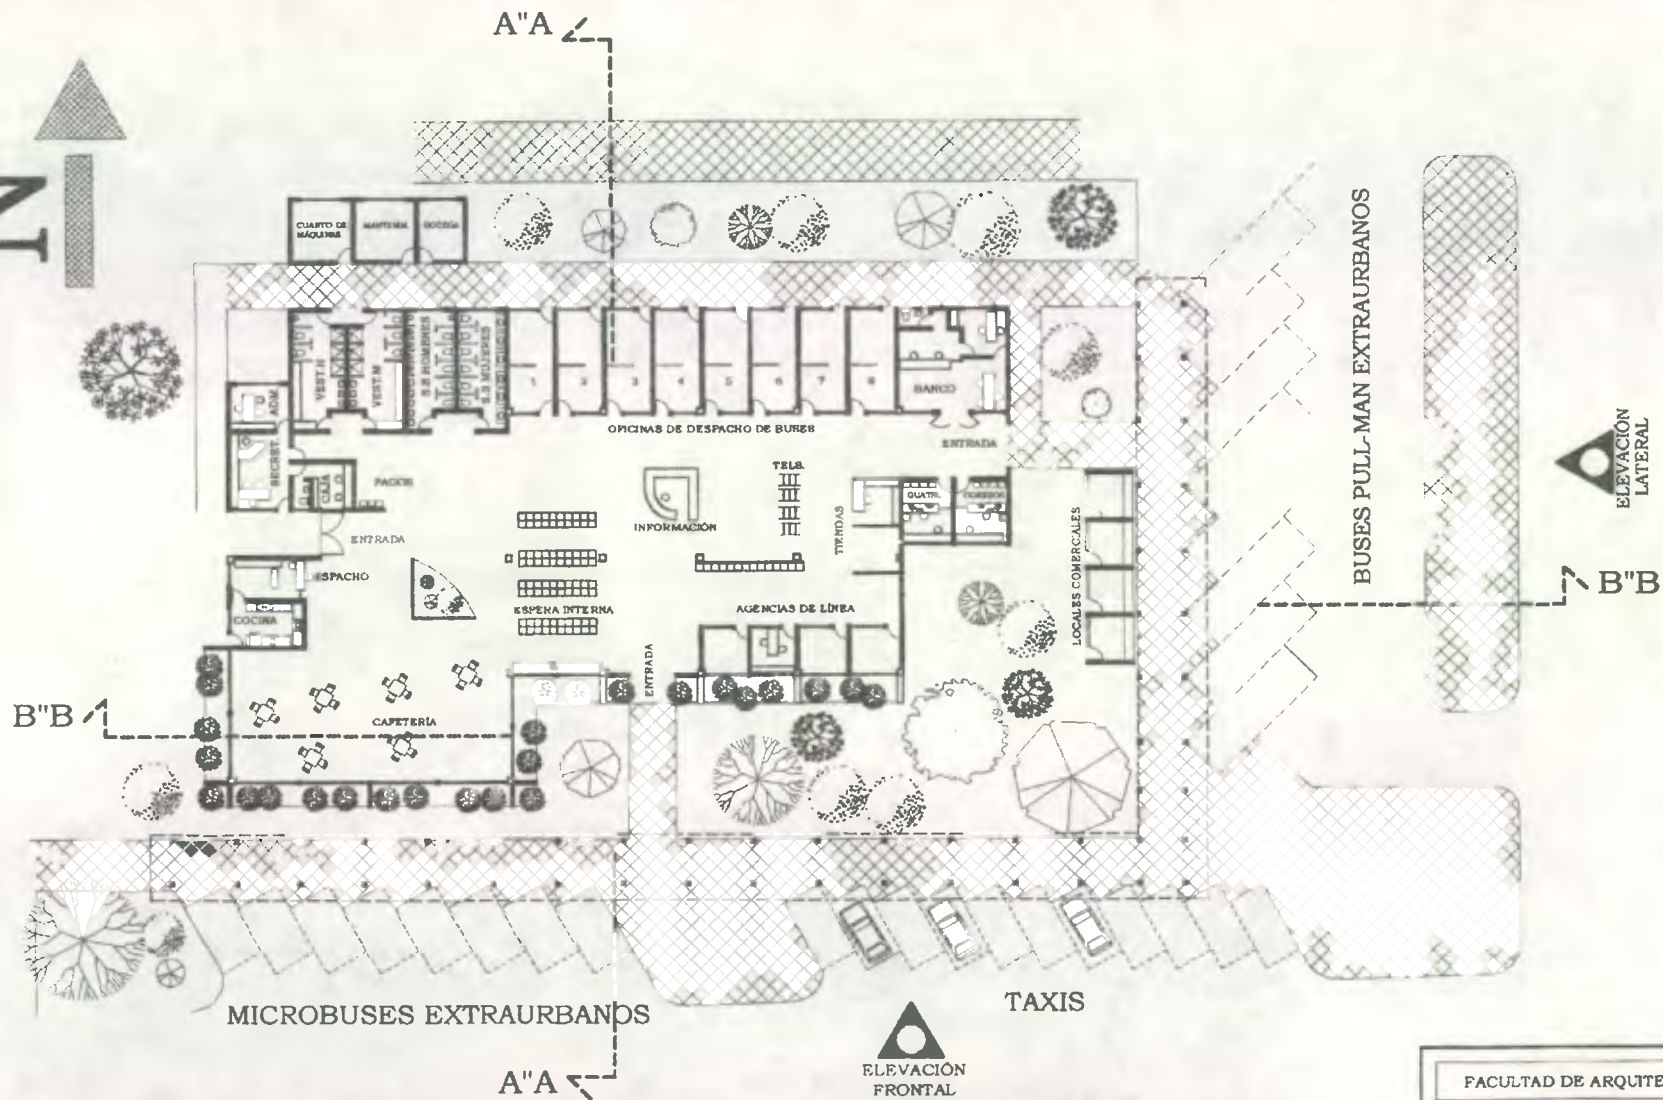 A"A
N
CUARTO DE
MÁQUINAS
BODEGA
BUSES PULL-MAN EXTRAURBANOS
VEST.H
VEST.M
S.S HOMBRES
S.S MUJERES
1
2
3
4
5
6
7
8
BANCO
ADM.
OFICINAS DE DESPACHO DE BUSES
ENTRADA
ELEVACIÓN
LATERAL
SECRET.
CAJA
PAGOS
TELS.
INFORMACIÓN
TIENDAS
CORREOS
LOCALES COMERCIALES
ENTRADA
ESPACHO
B"B
COCINA
ESPERA INTERNA
AGENCIAS DE LÍNEA
ENTRADA
B"B
CAFETERÍA
MICROBUSES EXTRAURBANOS
TAXIS
A"A
ELEVACIÓN
FRONTAL
FACULTAD DE ARQUITE